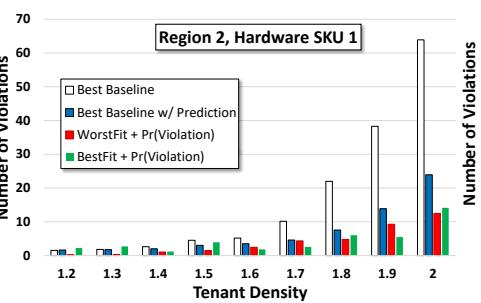 Region 2, Hardware SKU 1
Number of Violations
70
60
50
40
30
20
10
0
Best Baseline
Best Baseline w/ Prediction
WorstFit + Pr(Violation)
BestFit + Pr(Violation)
1.2 1.3 1.4 1.5 1.6 1.7 1.8 1.9 2
Tenant Density
Number of Violations